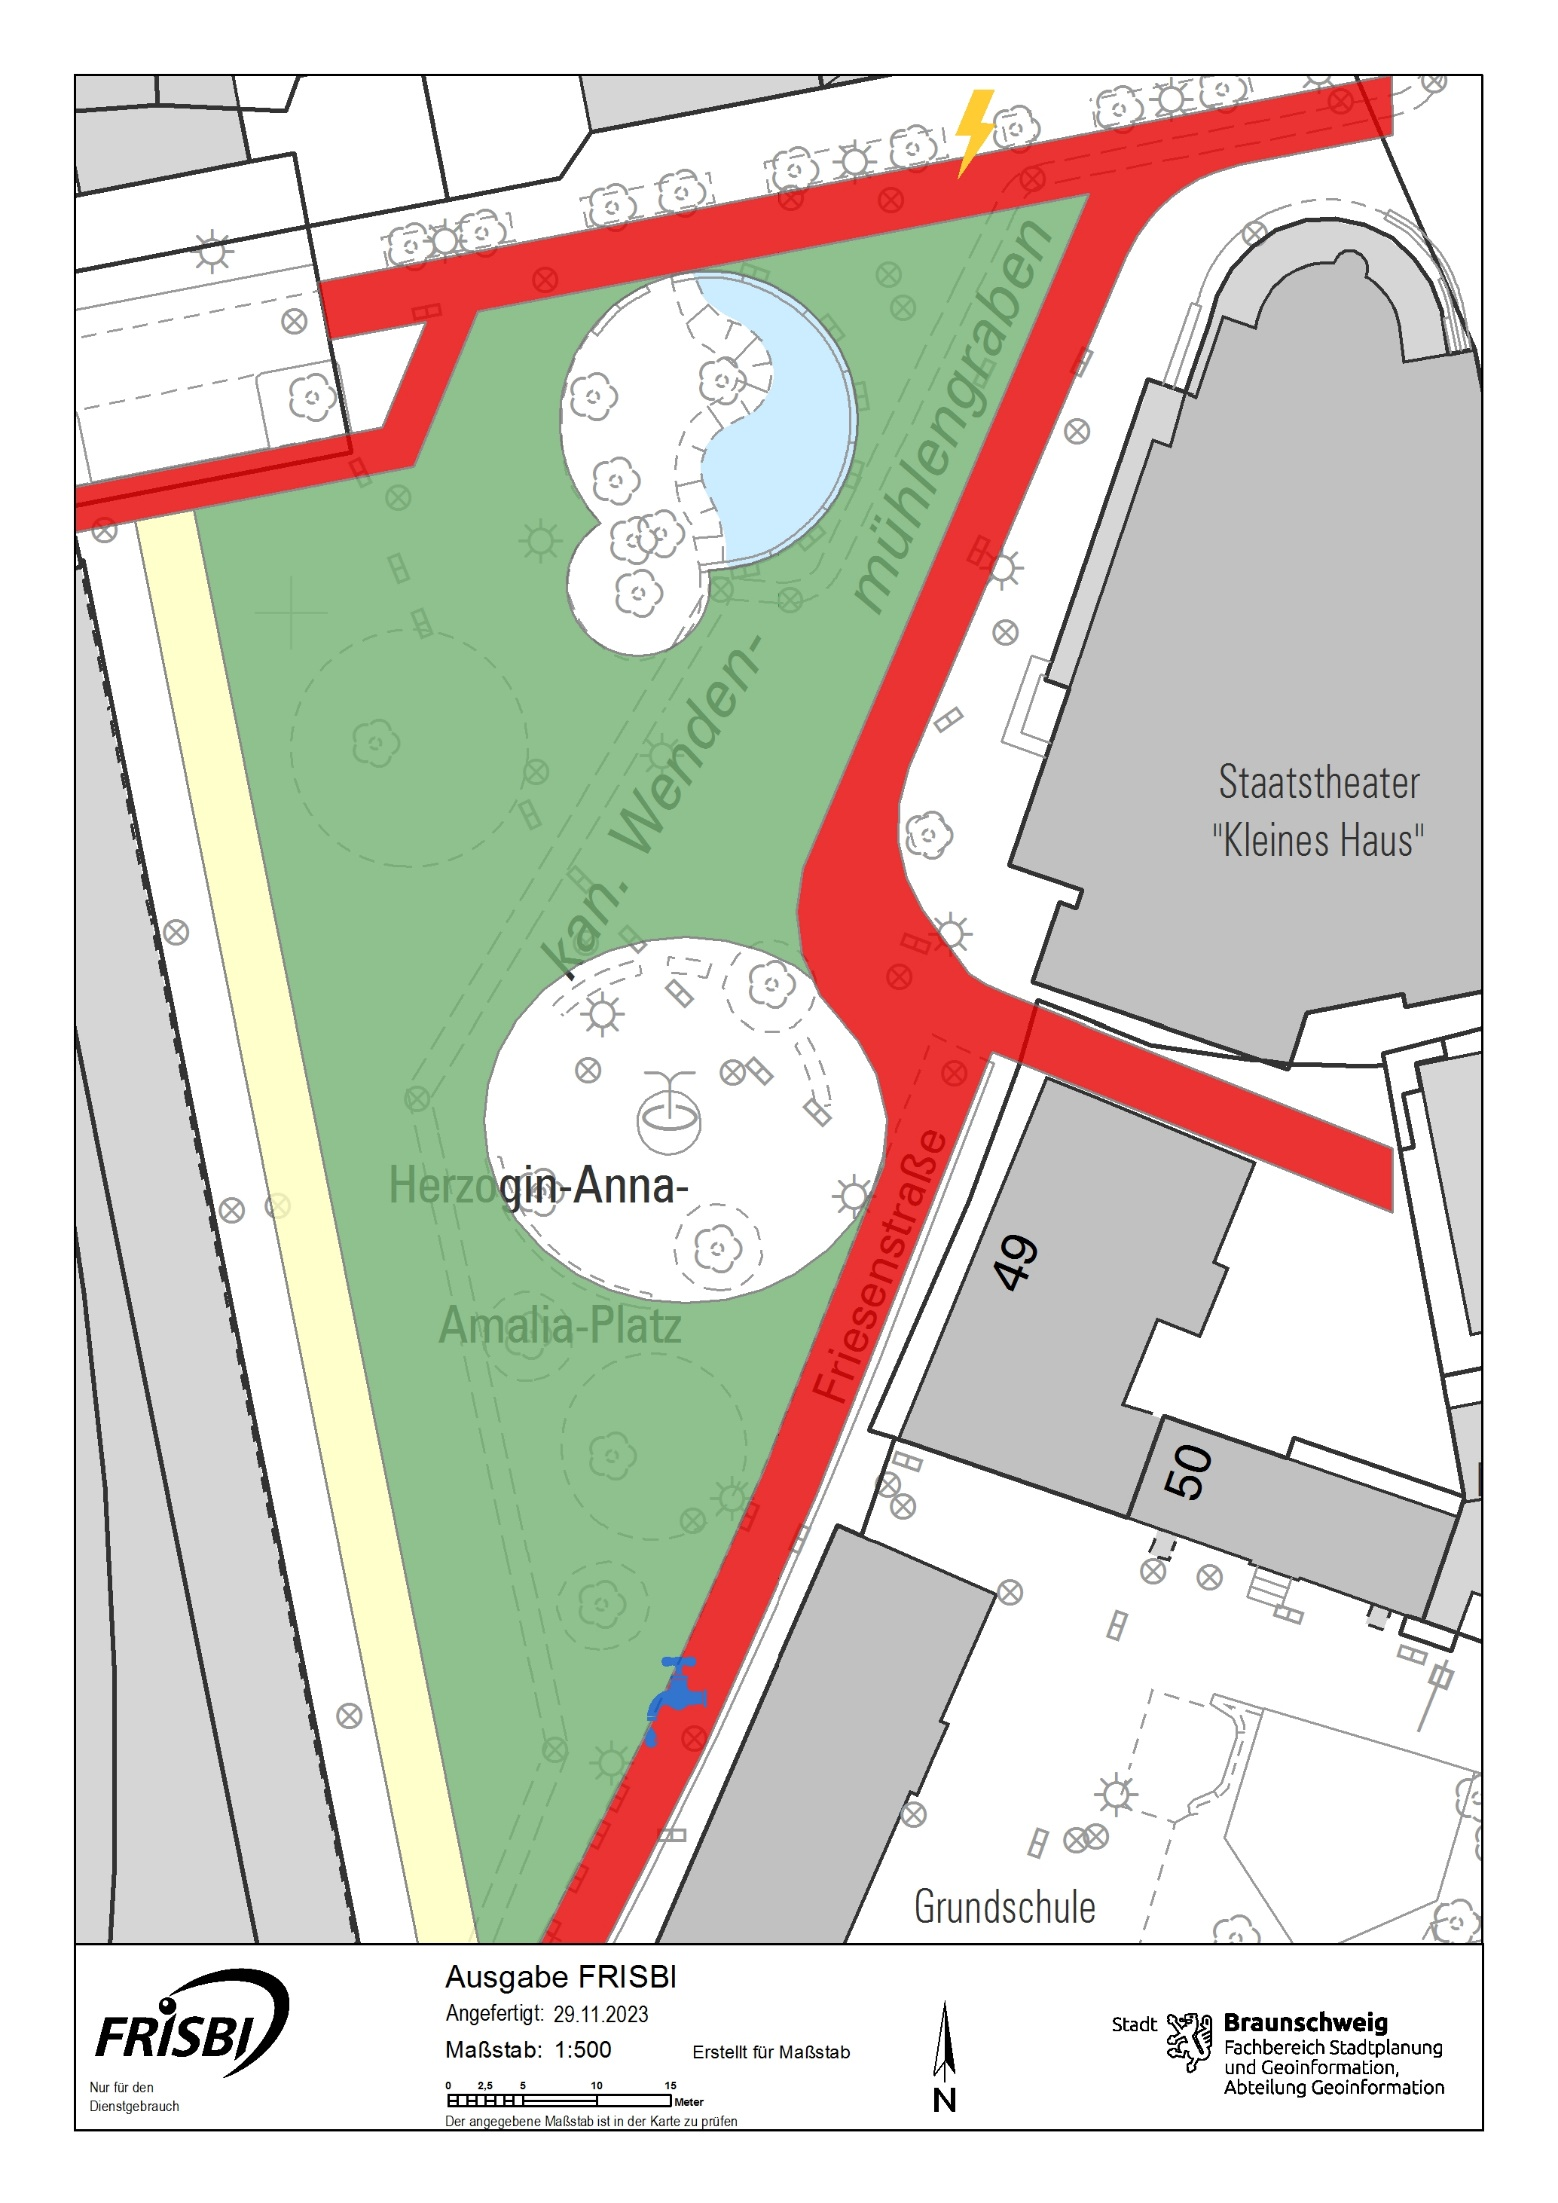 mühlengraben
kan. Wenden-
Staatstheater
"Kleines Haus"
Herzogin-Anna-
Amalia-Platz
Friesenstraße
49
50
Grundschule
FRISBI
Nur für den
Dienstgebrauch
Ausgabe FRISBI
Angefertigt: 29.11.2023
Maßstab: 1:500
Erstellt für Maßstab
0 2,5 5 10 15
Meter
Der angegebene Maßstab ist in der Karte zu prüfen
N
Stadt Braunschweig
Fachbereich Stadtplanung
und Geoinformation,
Abteilung Geoinformation